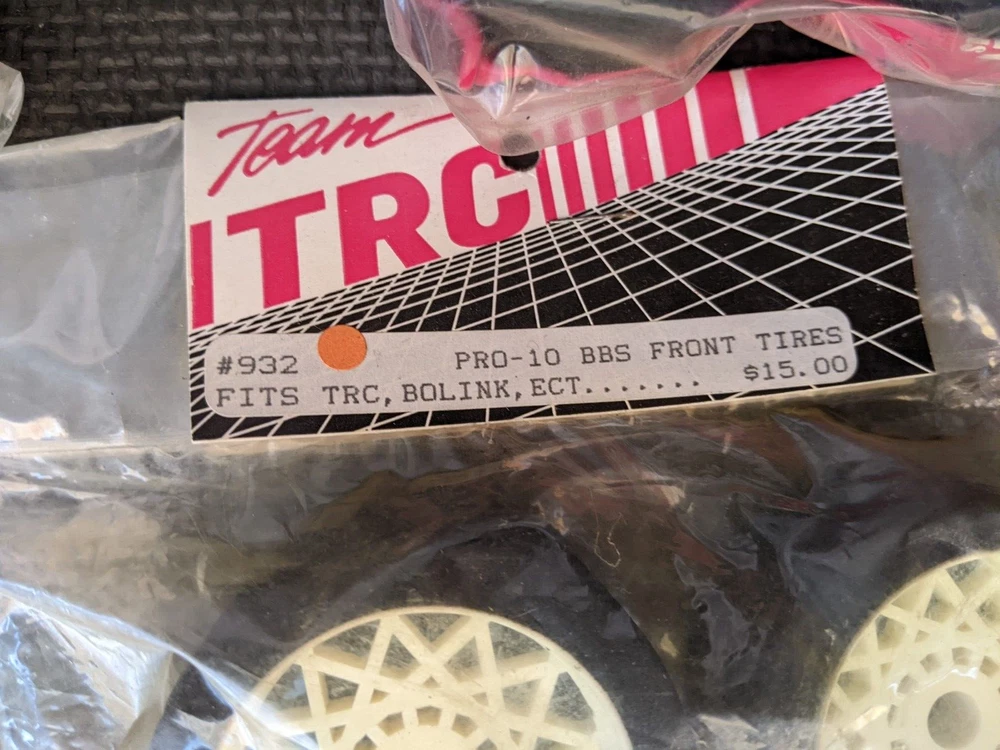 Team
TRC
#932 PRO-10 BBS FRONT TIRES
FITS TRC, BOLINK, ECT....... $15.00